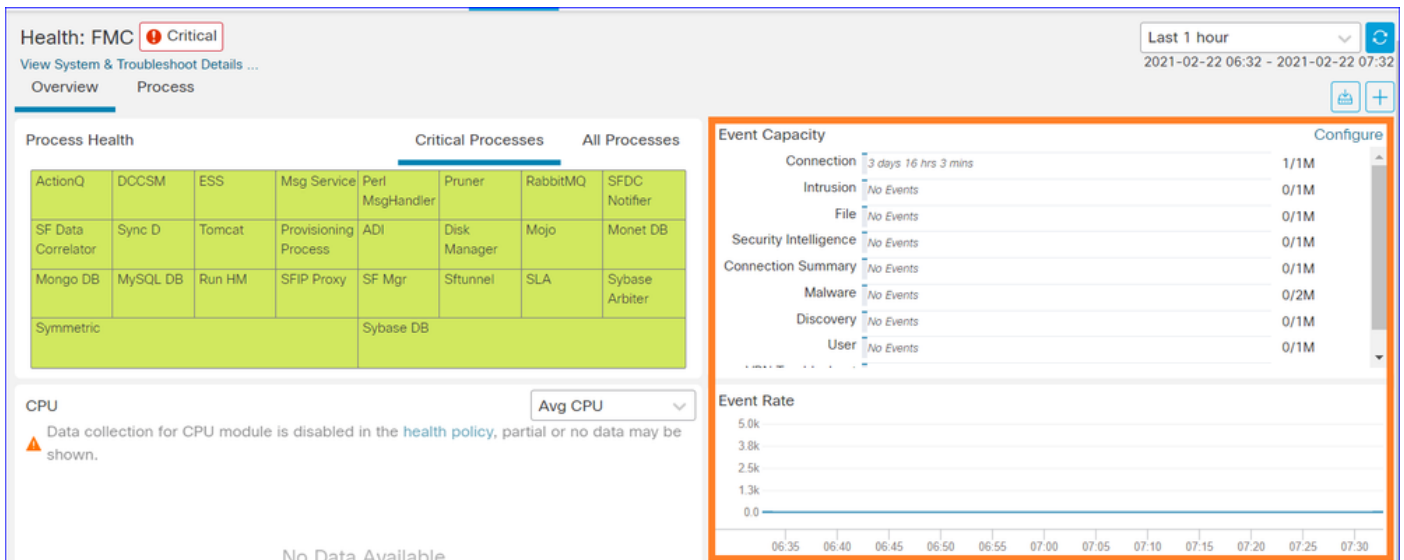 Health: FMC Critical
View System & Troubleshoot Details ...
Last 1 hour
2021-02-22 06:32 - 2021-02-22 07:32
Overview Process
Process Health Critical Processes All Processes
ActionQ DCCSM ESS Msg Service Perl MsgHandler Pruner RabbitMQ SFDC Notifier
SF Data Correlator Sync D Tomcat Provisioning Process ADI Disk Manager Mojo Monet DB
Mongo DB MySQL DB Run HM SFIP Proxy SF Mgr Sftunnel SLA Sybase Arbiter
Symmetric Sybase DB
CPU Avg CPU
Data collection for CPU module is disabled in the health policy, partial or no data may be
shown.
No Data Available
Event Capacity Configure
Connection 3 days 16 hrs 3 mins 1/1M
Intrusion No Events 0/1M
File No Events 0/1M
Security Intelligence No Events 0/1M
Connection Summary No Events 0/1M
Malware No Events 0/2M
Discovery No Events 0/1M
User No Events 0/1M
Event Rate
5.0k
3.8k
2.5k
1.3k
0.0
06:35 06:40 06:45 06:50 06:55 07:00 07:05 07:10 07:15 07:20 07:25 07:30